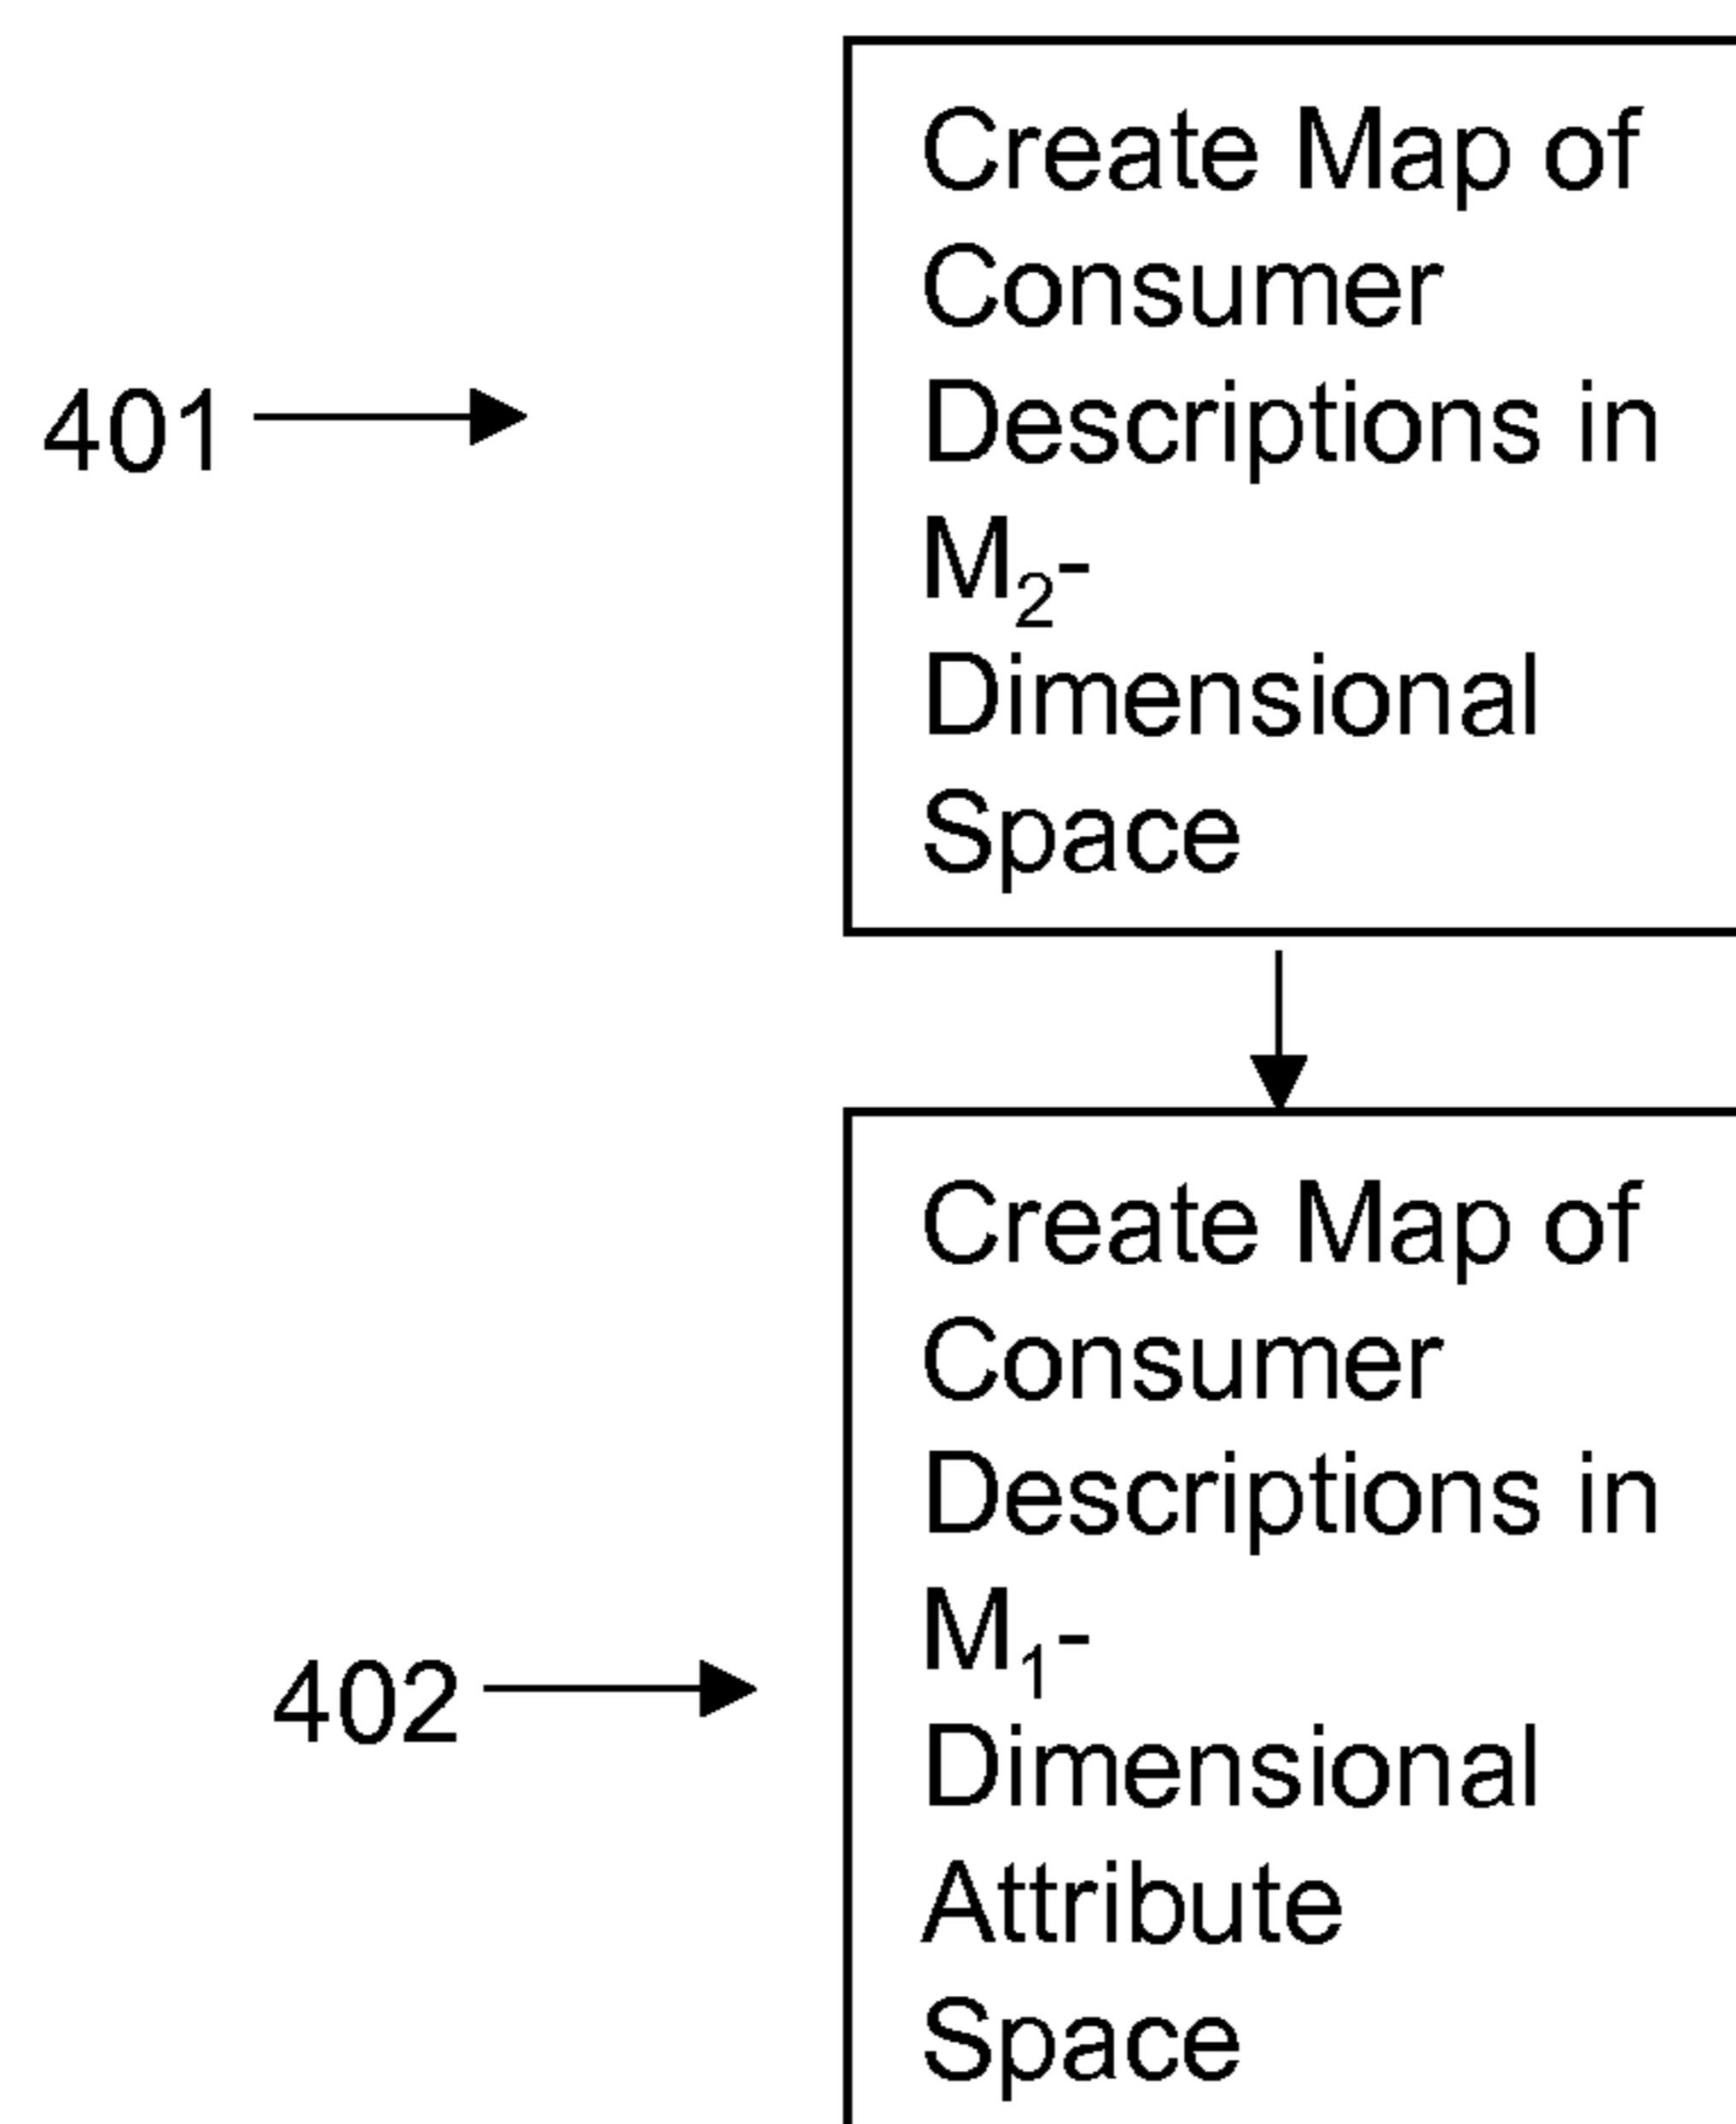 Create Map of
Consumer
401
Descriptions in
M₂-
Dimensional
Space
Create Map of
Consumer
Descriptions in
M₁-
402
Dimensional
Attribute
Space